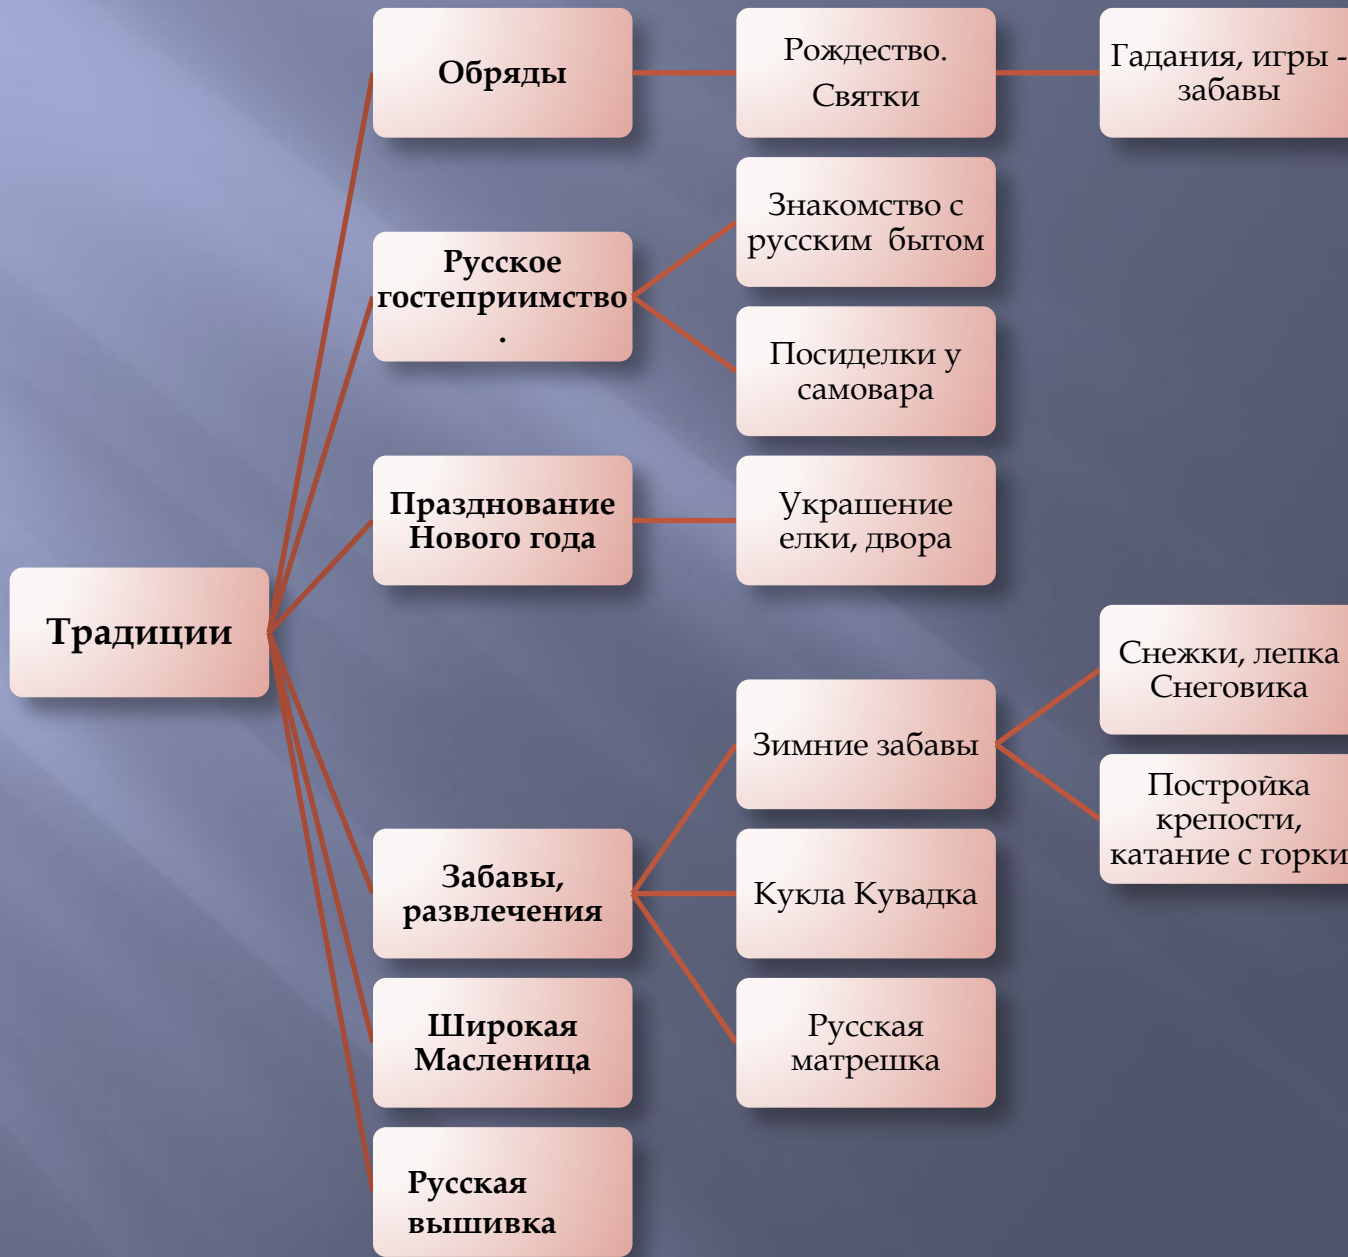 Обряды
Рождество.
Святки
Гадания, игры -
забавы
Знакомство с
русским бытом
Русское
гостеприимство
.
Посиделки у
самовара
Празднование
Нового года
Украшение
елки, двора
Традиции
Снежки, лепка
Снеговика
Зимние забавы
Постройка
крепости,
катание с горки
Забавы,
развлечения
Кукла Кувадка
Широкая
Масленица
Русская
матрешка
Русская
вышивка